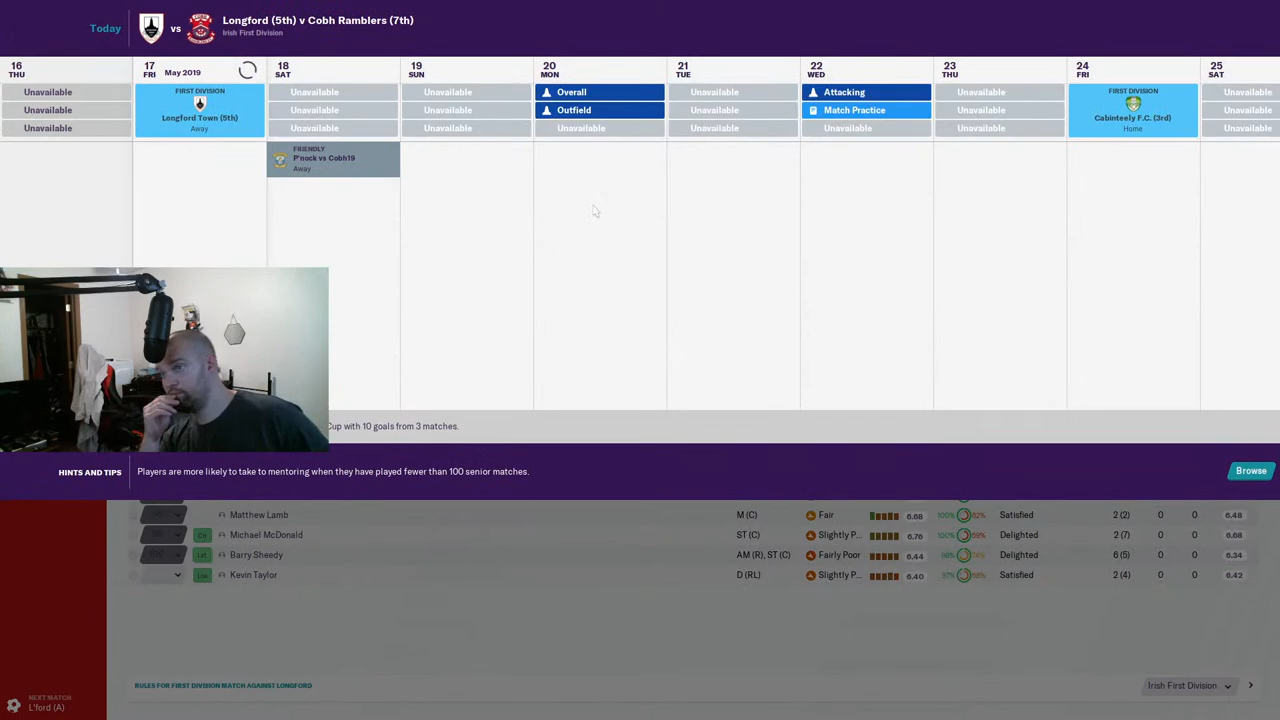 Today
vs
Longford (5th) v Cobh Ramblers (7th)
Irish First Division
16 THU
17 FRI May 2019
18 SAT
19 SUN
20 MON
21 TUE
22 WED
23 THU
24 FRI
25 SAT
Unavailable
Unavailable
Unavailable
FIRST DIVISION
Longford Town (5th)
Away
Unavailable
Unavailable
Unavailable
FRIENDLY
P'nock vs Cobh19
Away
Unavailable
Unavailable
Unavailable
Overall
Outfield
Unavailable
Unavailable
Unavailable
Unavailable
Attacking
Match Practice
Unavailable
Unavailable
Unavailable
Unavailable
FIRST DIVISION
Cabinteely F.C. (3rd)
Home
Unavailable
Unavailable
Unavailable
Cup with 10 goals from 3 matches.
HINTS AND TIPS
Players are more likely to take to mentoring when they have played fewer than 100 senior matches.
Browse
Matthew Lamb M (C) Fair 6.68 100% 62% Satisfied 2 (2) 0 0 6.48
Michael McDonald ST (C) Slightly P... 6.76 100% 69% Delighted 2 (7) 0 0 6.68
Barry Sheedy AM (R), ST (C) Fairly Poor 6.44 Delighted 6 (5) 0 0 6.34
Kevin Taylor D (RL) Slightly P... 6.40 97% Satisfied 2 (4) 0 0 6.42
RULES FOR FIRST DIVISION MATCH AGAINST LONGFORD
Irish First Division
NEXT MATCH
L'ford (A)